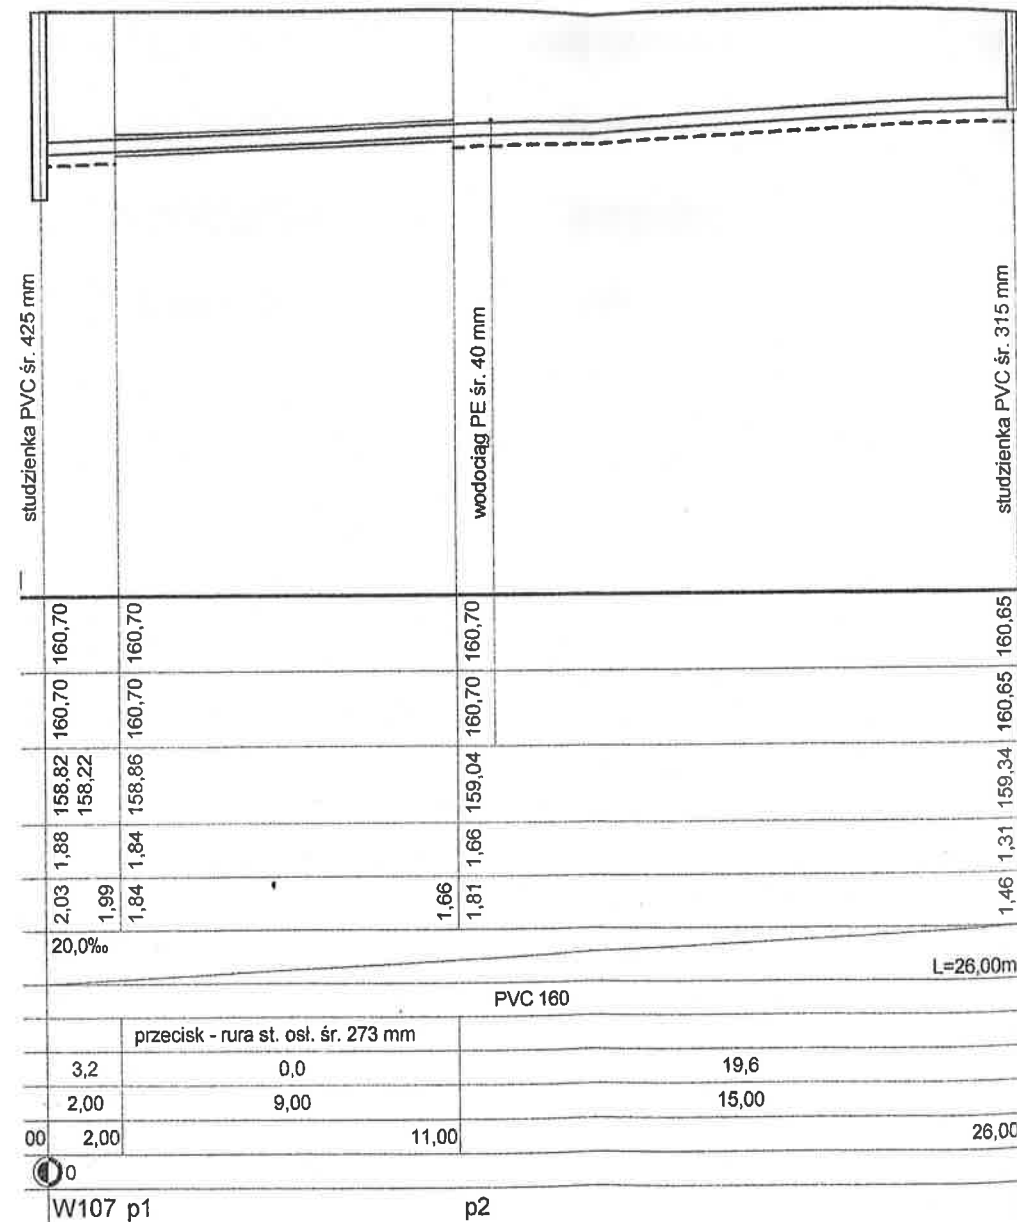 studzienka PVC śr. 425 mm
wodociąg PE śr. 40 mm
studzienka PVC śr. 315 mm
160,70 160,70 160,70 160,65
160,70 160,70 160,70 160,65
158,82 158,22 158,86 159,04 159,34
1,88 1,84 1,66 1,31
2,03 1,99 1,84 1,66 1,81 1,46
20,0‰
L=26,00m
PVC 160
przecisk - rura st. osł. śr. 273 mm
3,2 0,0 19,6
2,00 9,00 15,00
00 2,00 11,00 26,00
0
W107 p1 p2